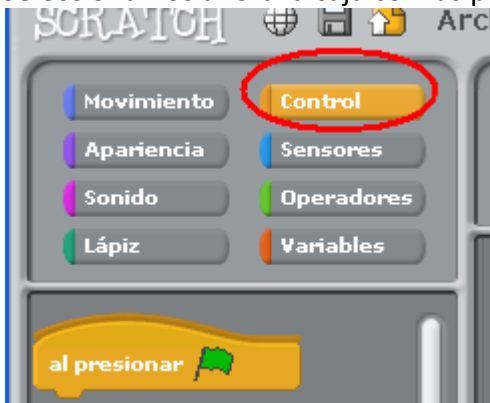 SCRATCH Arc
Movimiento Control
Apariencia Sensores
Sonido Operadores
Lápiz Variables
al presionar